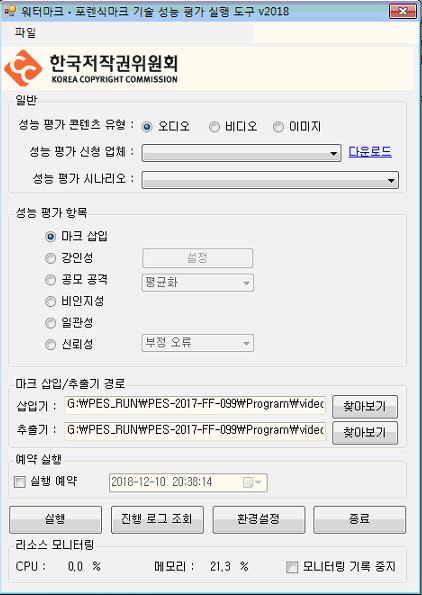 워터마크 · 포렌식마크 기술 성능 평가 실행 도구 v2018
파일
한국저작권위원회
KOREA COPYRIGHT COMMISSION
일반
성능 평가 콘텐츠 유형 : 오디오 비디오 이미지
성능 평가 신청 업체 : 다운로드
성능 평가 시나리오 :
성능 평가 항목
마크 삽입
강인성 설정
공모 공격 평균화
비인지성
일관성
신뢰성 부정 오류
마크 삽입/추출기 경로
삽입기 : G:₩PES_RUN₩PES-2017-FF-099₩Program₩videc 찾아보기
추출기 : G:₩PES_RUN₩PES-2017-FF-099₩Program₩videc 찾아보기
예약 실행
실행 예약 2018-12-10 20:38:14
실행 진행 로그 조회 환경설정 종료
리소스 모니터링
CPU : 0.0 % 메모리 : 21.3 % 모니터링 기록 중지